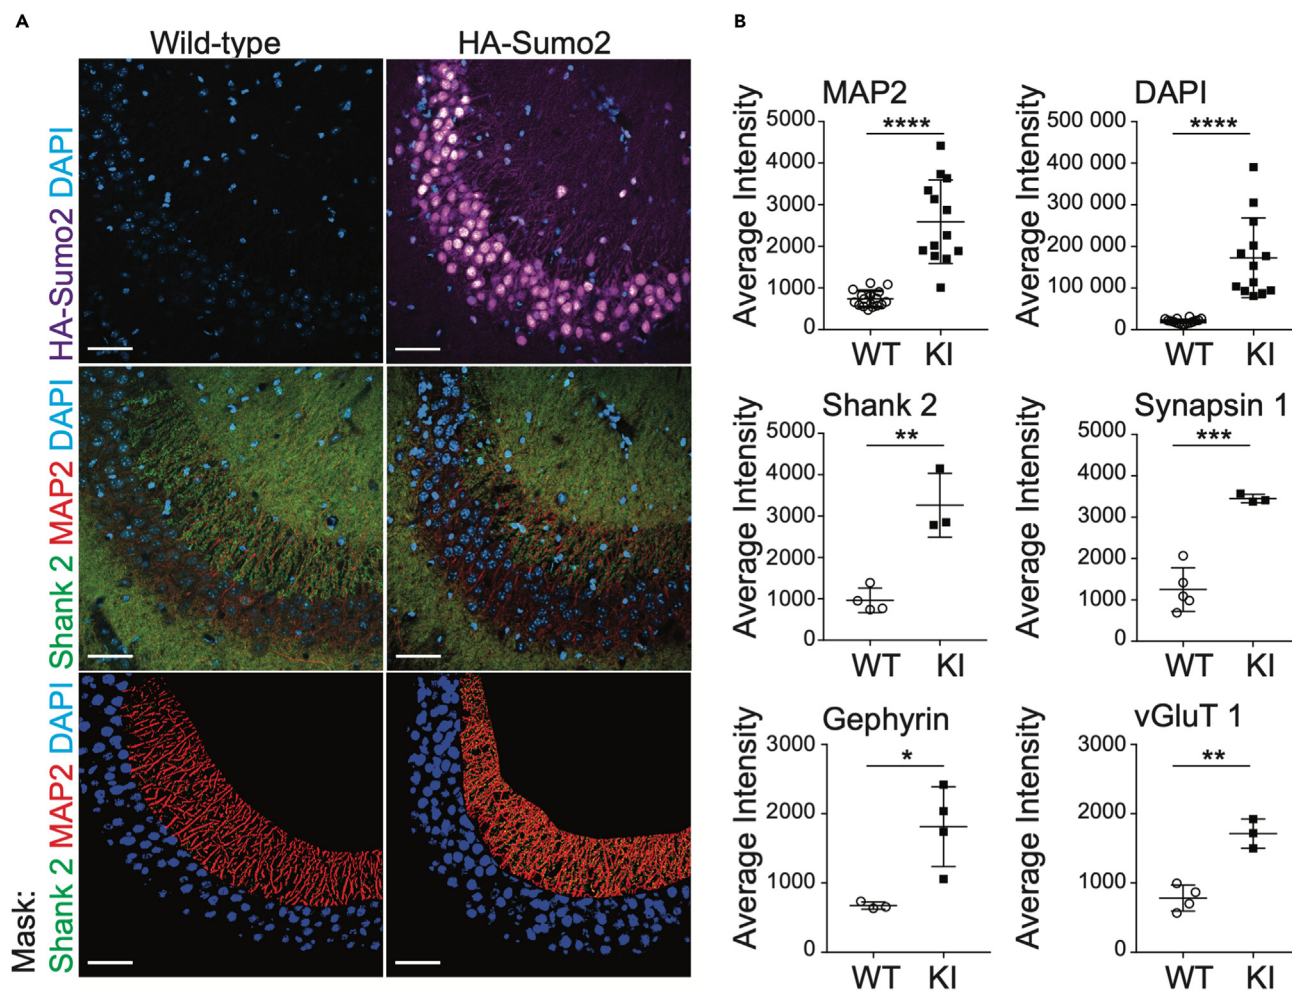 A
Wild-type
HA-Sumo2
HA-Sumo2 DAPI
Shank 2 MAP2 DAPI
Mask:
Shank 2 MAP2 DAPI
B
MAP2
****
Average Intensity
5000
4000
3000
2000
1000
0
WT KI
DAPI
****
Average Intensity
500 000
400 000
300 000
200 000
100 000
0
WT KI
Shank 2
**
Average Intensity
5000
4000
3000
2000
1000
0
WT KI
Synapsin 1
***
Average Intensity
5000
4000
3000
2000
1000
0
WT KI
Gephyrin
*
Average Intensity
3000
2000
1000
0
WT KI
vGluT 1
**
Average Intensity
3000
2000
1000
0
WT KI